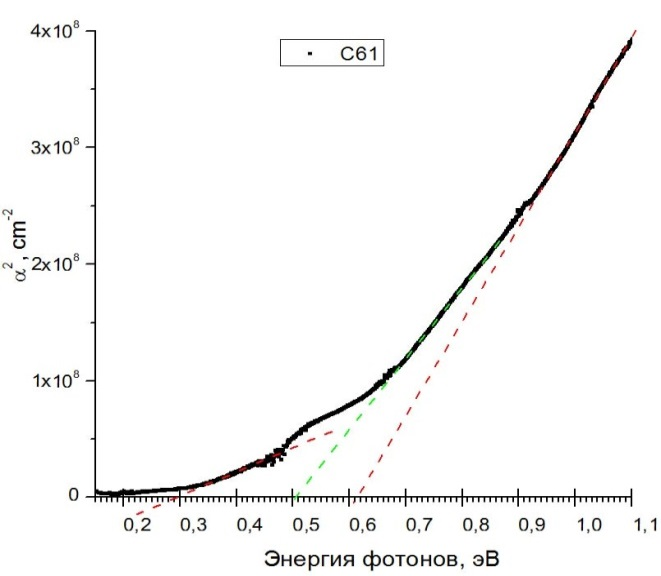 C61
4x10⁸
3x10⁸
2x10⁸
1x10⁸
0
α², cm⁻²
0,2 0,3 0,4 0,5 0,6 0,7 0,8 0,9 1,0 1,1
Энергия фотонов, эВ